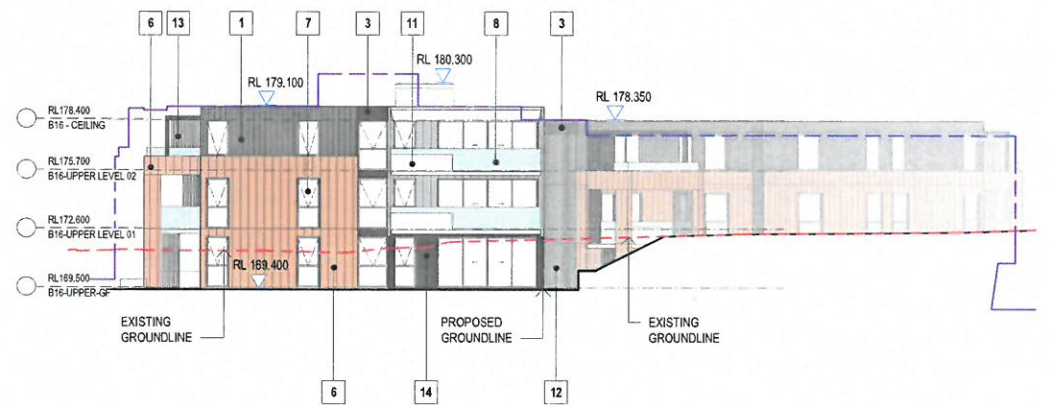 6 13 1 7 3 11 8 3
RL 180.300
RL 179.100
RL 178.350
RL178.400
B16 - CEILING
RL175.700
B16-UPPER LEVEL 02
RL172.600
B16-UPPER LEVEL 01
RL 169.400
RL169.500
B16-UPPER-GF
EXISTING
GROUNDLINE
PROPOSED
GROUNDLINE
EXISTING
GROUNDLINE
6 14 12